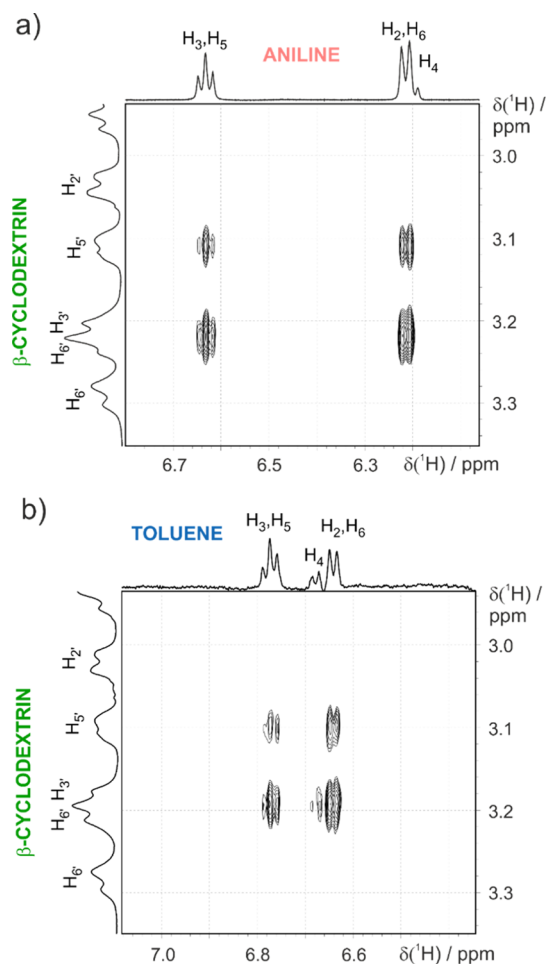 a)
H3,H5
ANILINE
H2,H6
H4
δ(¹H) /
ppm
β-CYCLODEXTRIN
H2'
H5'
H3'
H6'
H6'
3.0
3.1
3.2
3.3
6.7 6.5 6.3 δ(¹H) / ppm
b)
TOLUENE
H3,H5
H4
H2,H6
δ(¹H) /
ppm
β-CYCLODEXTRIN
H2'
H5'
H3'
H6'
H6'
3.0
3.1
3.2
3.3
7.0 6.8 6.6 δ(¹H) / ppm